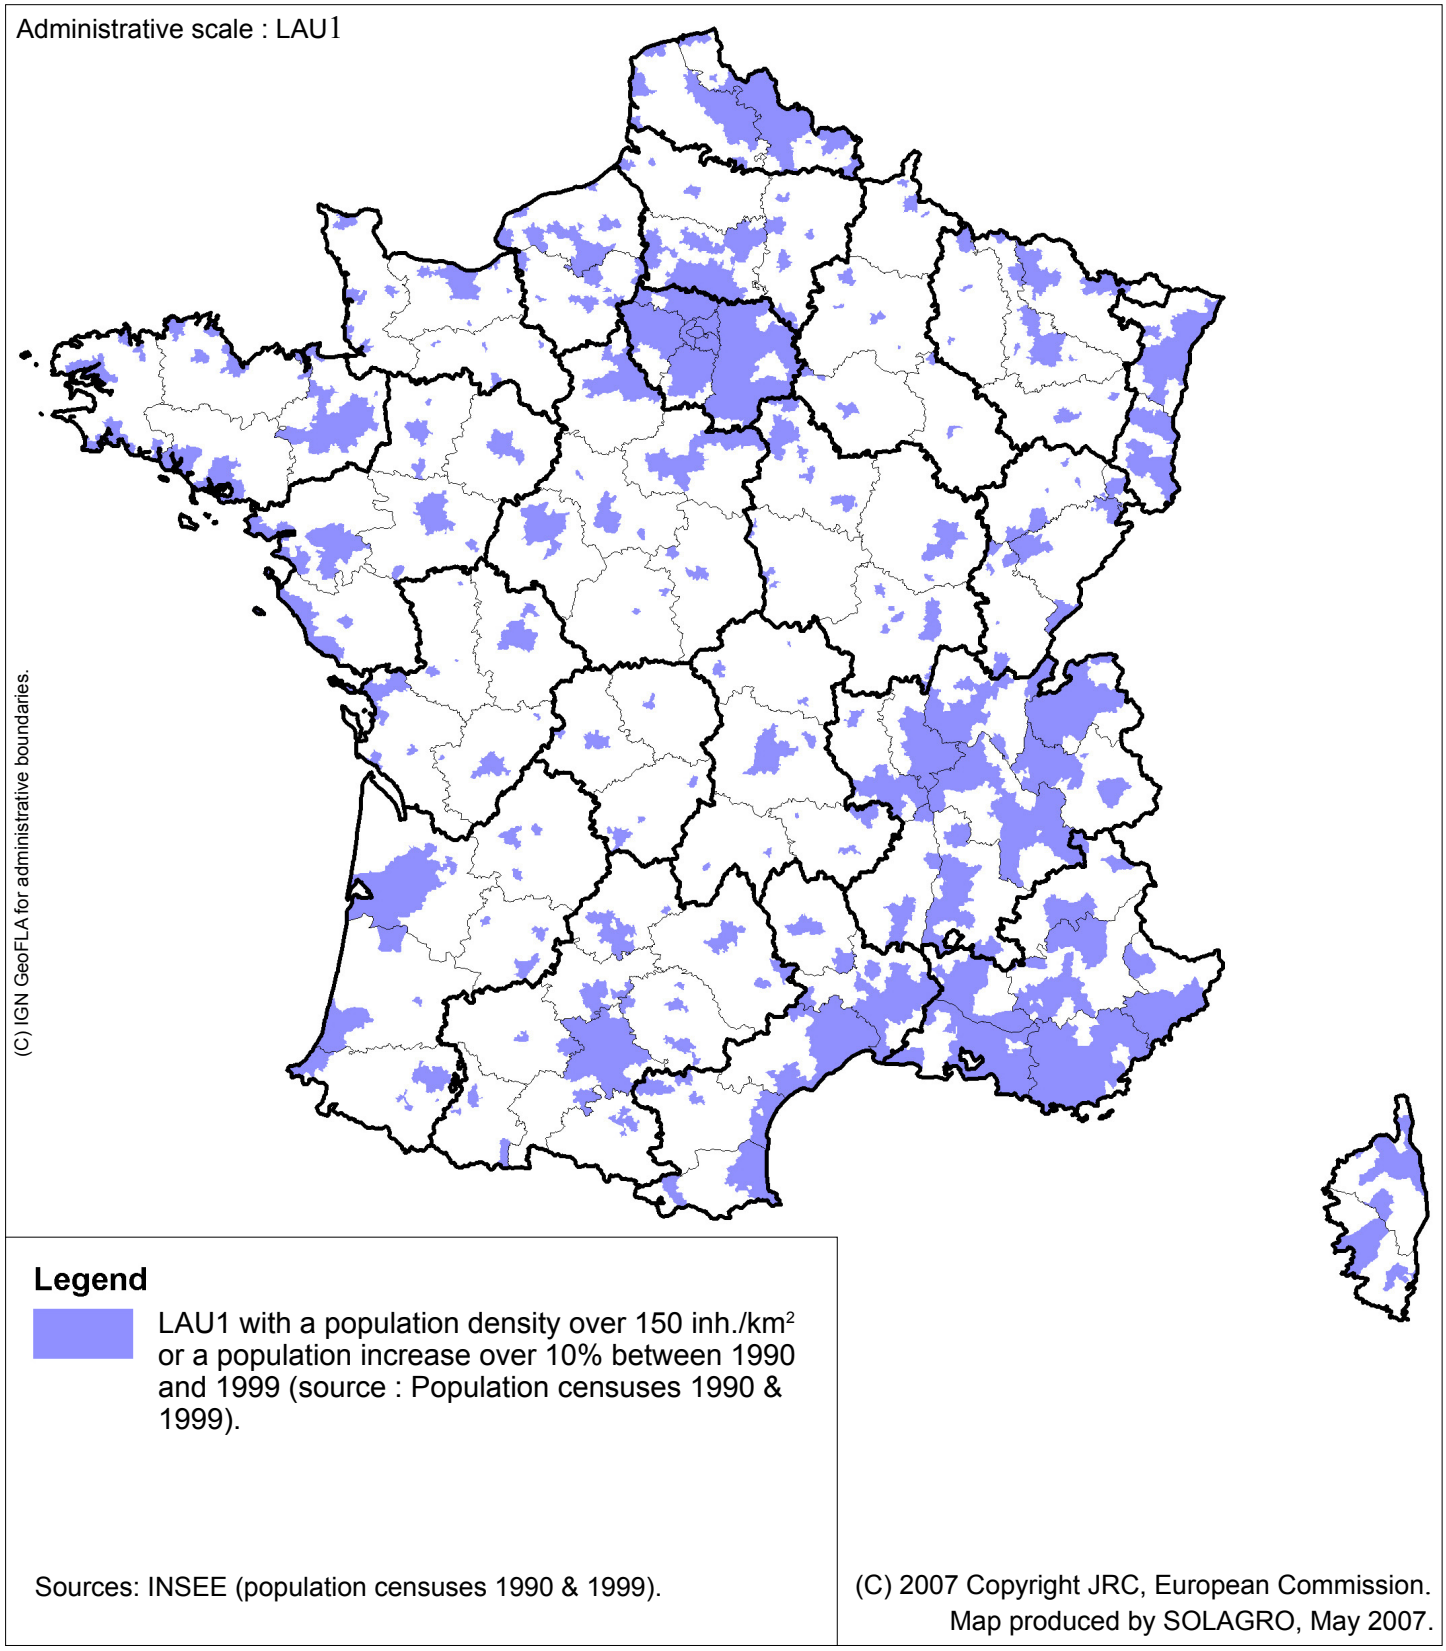 Administrative scale : LAU1
(C) IGN GeoFLA for administrative boundaries.
Legend
LAU1 with a population density over 150 inh./km²
or a population increase over 10% between 1990
and 1999 (source : Population censuses 1990 &
1999).
Sources: INSEE (population censuses 1990 & 1999).
(C) 2007 Copyright JRC, European Commission.
Map produced by SOLAGRO, May 2007.